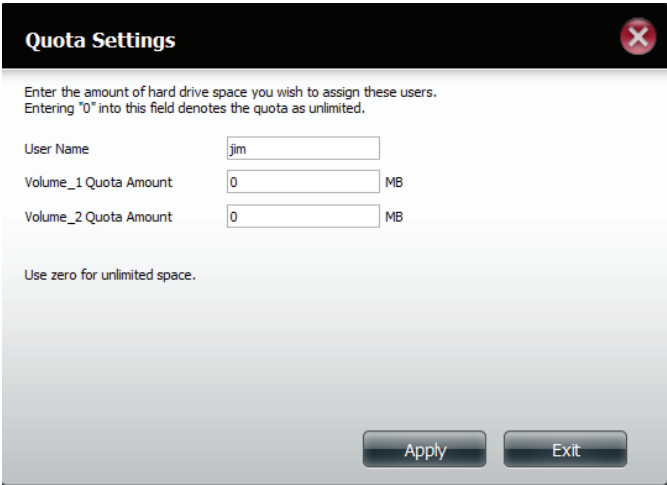 Quota Settings
Enter the amount of hard drive space you wish to assign these users.
Entering "0" into this field denotes the quota as unlimited.
User Name jim
Volume_1 Quota Amount 0 MB
Volume_2 Quota Amount 0 MB
Use zero for unlimited space.
Apply Exit